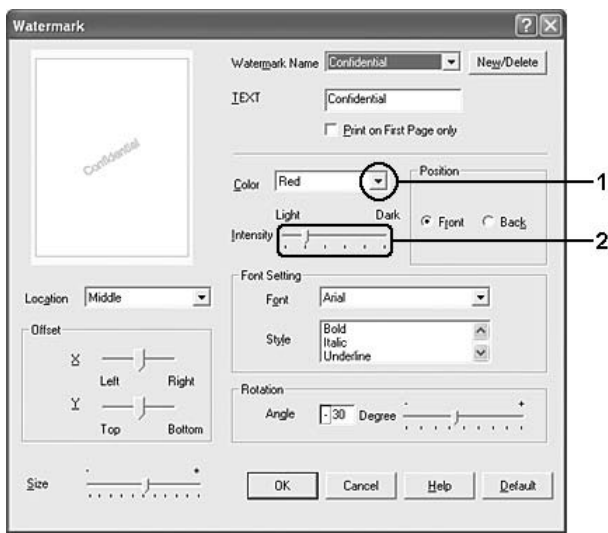 Watermark
Watermark Name Confidential New/Delete
TEXT Confidential
Print on First Page only
Confidential
Color Red
Position
1
Light Dark
Front Back
Intensity
2
Font Setting
Location Middle
Font Arial
Offset
Style Bold
Italic
Underline
X
Left Right
Rotation
Y
Angle -30 Degree - +
Top Bottom
Size - +
OK Cancel Help Default